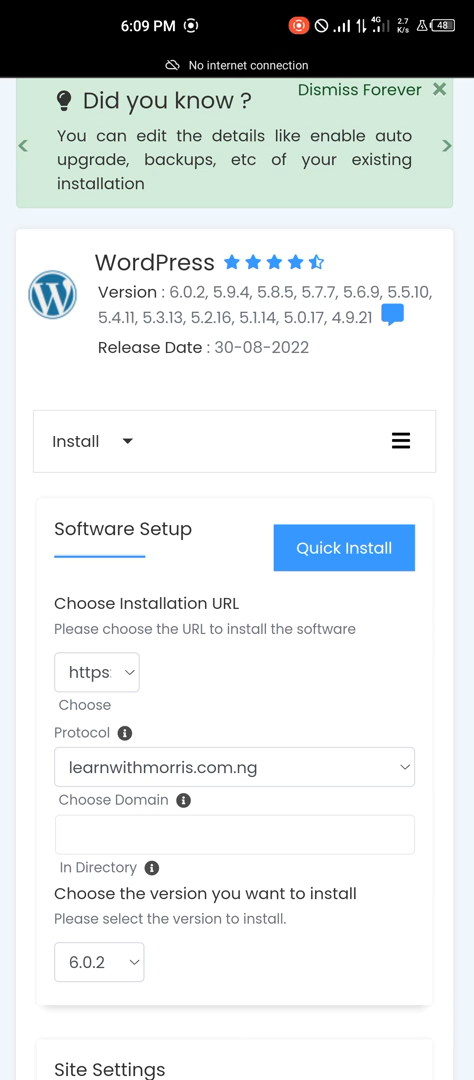 6:09 PM
4G
2.7 K/s
48
No internet connection
Dismiss Forever
Did you know ?
You can edit the details like enable auto
upgrade, backups, etc of your existing
installation
WordPress
Version : 6.0.2, 5.9.4, 5.8.5, 5.7.7, 5.6.9, 5.5.10,
5.4.11, 5.3.13, 5.2.16, 5.1.14, 5.0.17, 4.9.21
Release Date : 30-08-2022
Install
Software Setup
Quick Install
Choose Installation URL
Please choose the URL to install the software
https:
Choose
Protocol
learnwithmorris.com.ng
Choose Domain
In Directory
Choose the version you want to install
Please select the version to install.
6.0.2
Site Settings